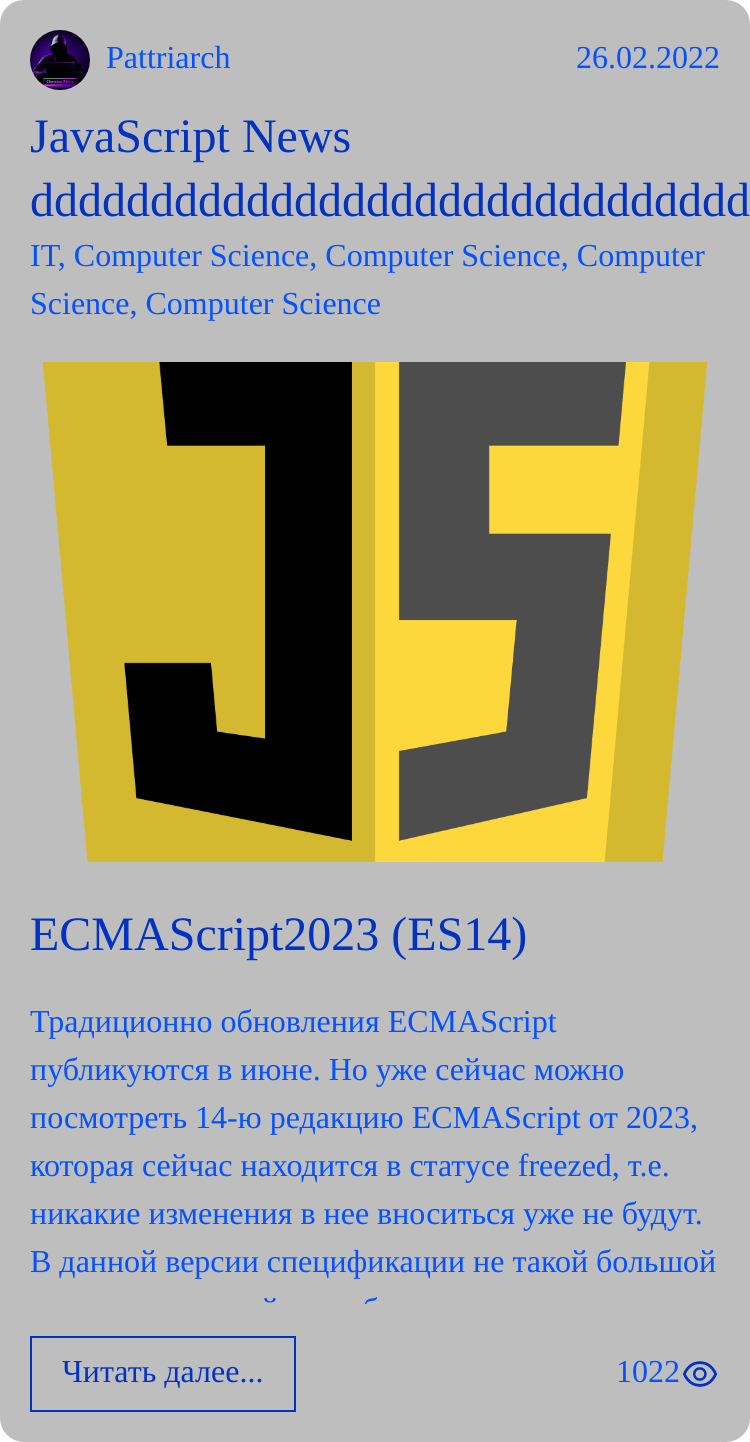 Pattriarch 26.02.2022
JavaScript News
dddddddddddddddddddddddddddddd
IT, Computer Science, Computer Science, Computer
Science, Computer Science
JS
ECMAScript2023 (ES14)
Традиционно обновления ECMAScript
публикуются в июне. Но уже сейчас можно
посмотреть 14-ю редакцию ECMAScript от 2023,
которая сейчас находится в статусе freezed, т.е.
никакие изменения в нее вноситься уже не будут.
В данной версии спецификации не такой большой
Читать далее... 1022